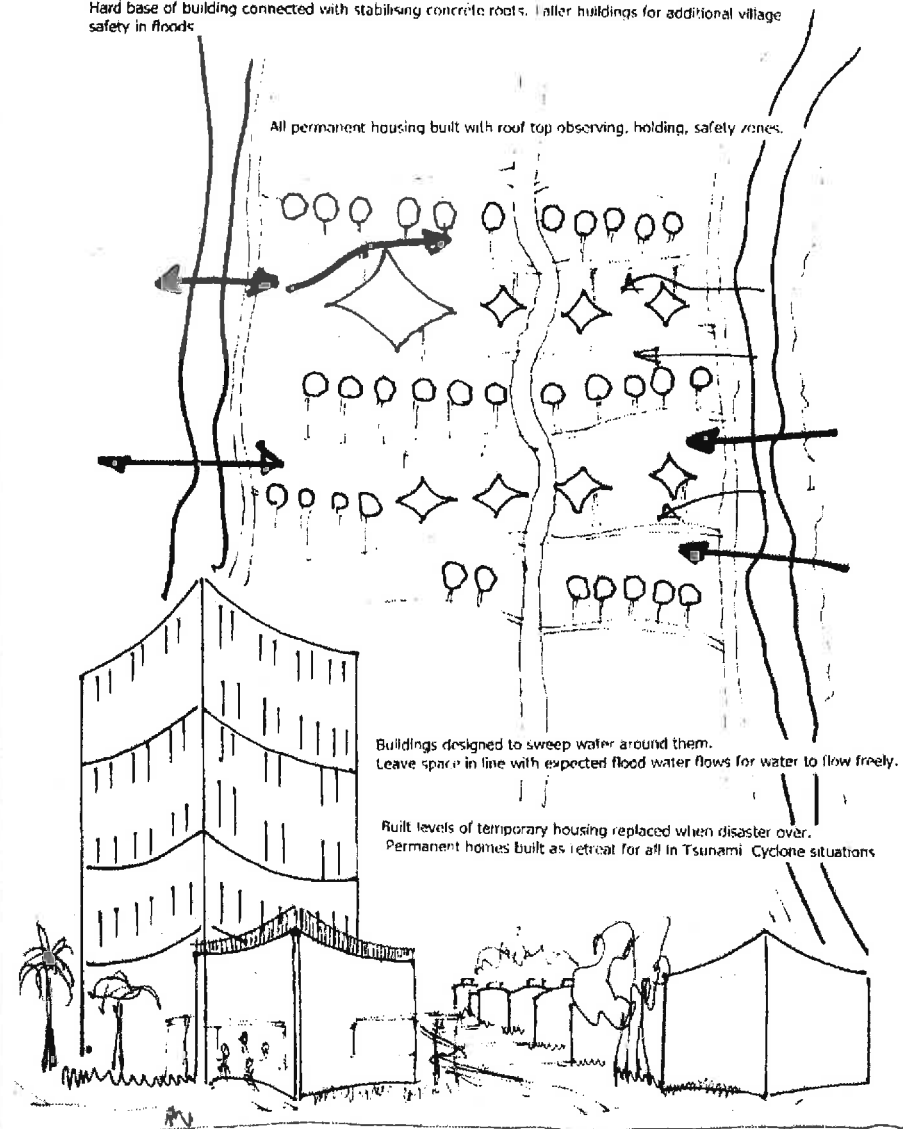 Hard base of building connected with stabilising concrete roots. Taller buildings for additional village
safety in floods
All permanent housing built with roof top observing, holding, safety zones.
Buildings designed to sweep water around them.
Leave space in line with expected flood water flows for water to flow freely.
Built levels of temporary housing replaced when disaster over.
Permanent homes built as retreat for all in Tsunami Cyclone situations